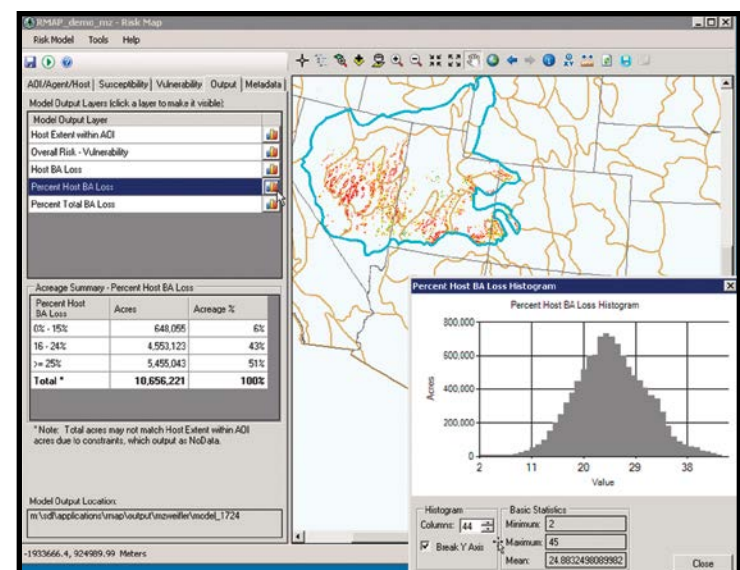 RMAP_demo_mz - Risk Map
Risk Model Tools Help
AOI/Agent/Host Susceptibility Vulnerability Output Metadata
Model Output Layers (click a layer to make it visible):
Model Output Layer
Host Extent within AOI
Overall Risk - Vulnerability
Host BA Loss
Percent Host BA Loss
Percent Total BA Loss
Acreage Summary - Percent Host BA Loss
Percent Host BA Loss Acres Acreage %
0% - 15% 648,055 6%
16 - 24% 4,553,123 43%
>= 25% 5,455,043 51%
Total * 10,656,221 100%
*Note: Total acres may not match Host Extent within AOI
acres due to constraints, which output as NoData.
Model Output Location:
m:\sdf\applications\rmap\output\mzweifler\model_1724
-1933666.4, 924989.99 Meters
Percent Host BA Loss Histogram
Percent Host BA Loss Histogram
800,000
600,000
400,000
200,000
0
Acres
2 11 20 29 38
Value
Histogram
Columns: 44
Break Y Axis
Basic Statistics
Minimum: 2
Maximum: 45
Mean: 24.8832498089982
Close